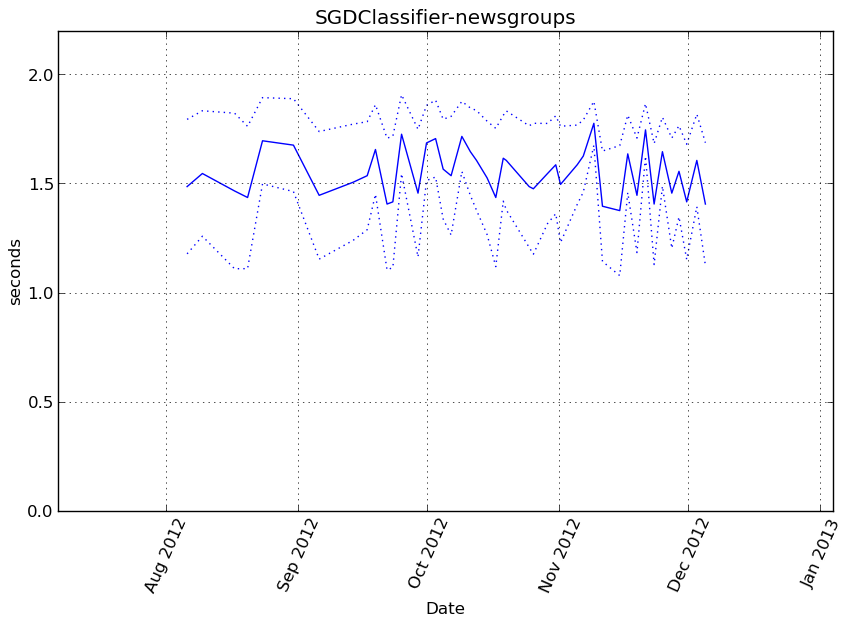 SGDClassifier-newsgroups
2.0
1.5
1.0
0.5
0.0
seconds
Aug 2012
Sep 2012
Oct 2012
Nov 2012
Dec 2012
Jan 2013
Date